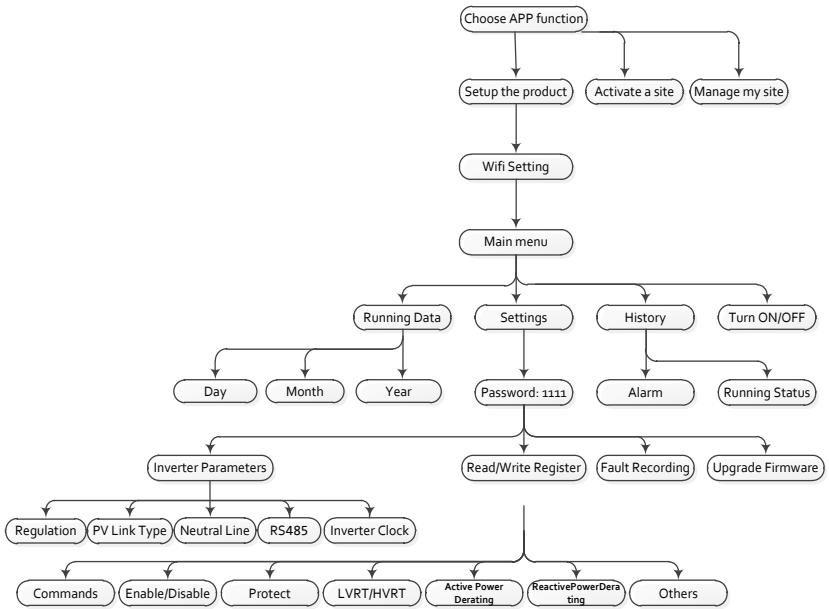 Choose APP function
Setup the product
Activate a site
Manage my site
Wifi Setting
Main menu
Running Data
Settings
History
Turn ON/OFF
Day
Month
Year
Password: 1111
Alarm
Running Status
Inverter Parameters
Read/Write Register
Fault Recording
Upgrade Firmware
Regulation
PV Link Type
Neutral Line
RS485
Inverter Clock
Commands
Enable/Disable
Protect
LVRT/HVRT
Active Power
Derating
ReactivePowerDera
ting
Others